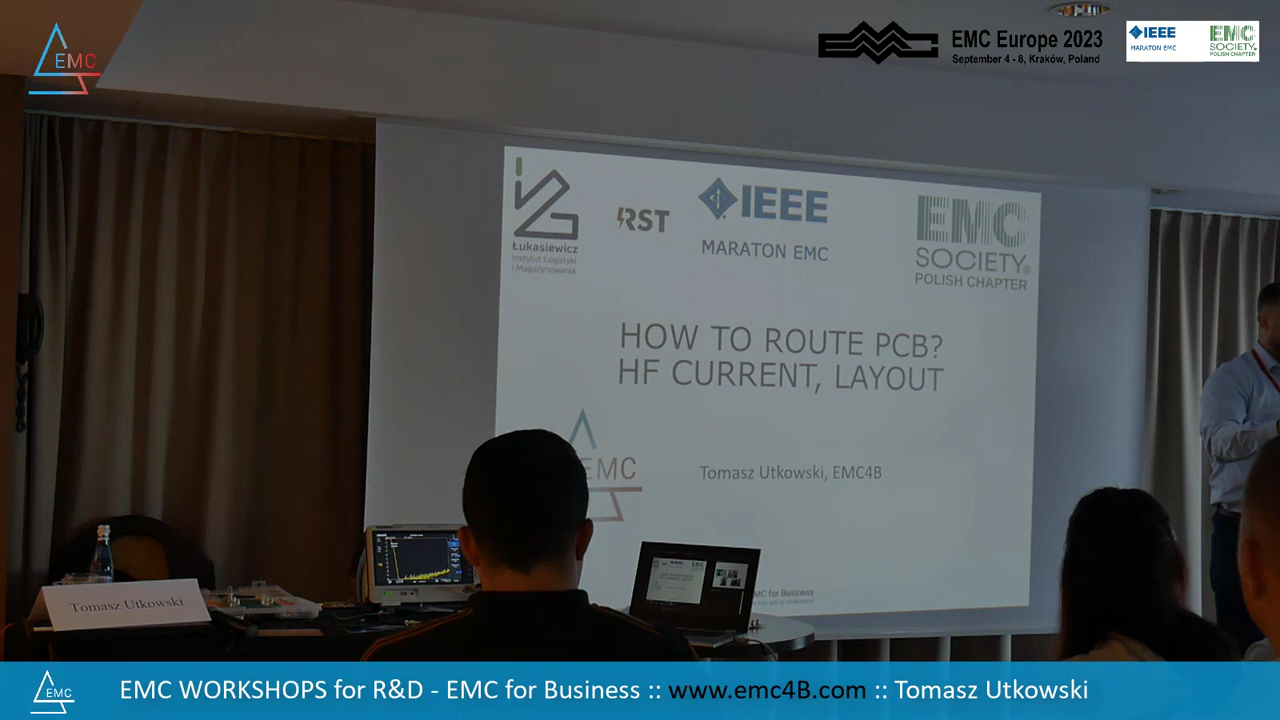 EMC
EMC
EMC Europe 2023
September 4 - 8, Kraków, Poland
IEEE
MARATON EMC
EMC
SOCIETY
POLISH CHAPTER
Łukasiewicz
Instytut Logistyki
i Magazynowania
RST
IEEE
MARATON EMC
EMC
SOCIETY®
POLISH CHAPTER
HOW TO ROUTE PCB?
HF CURRENT, LAYOUT
EMC
Tomasz Utkowski, EMC4B
MC for Business
Tomasz Utkowski
EMC
EMC WORKSHOPS for R&D - EMC for Business :: www.emc4B.com :: Tomasz Utkowski